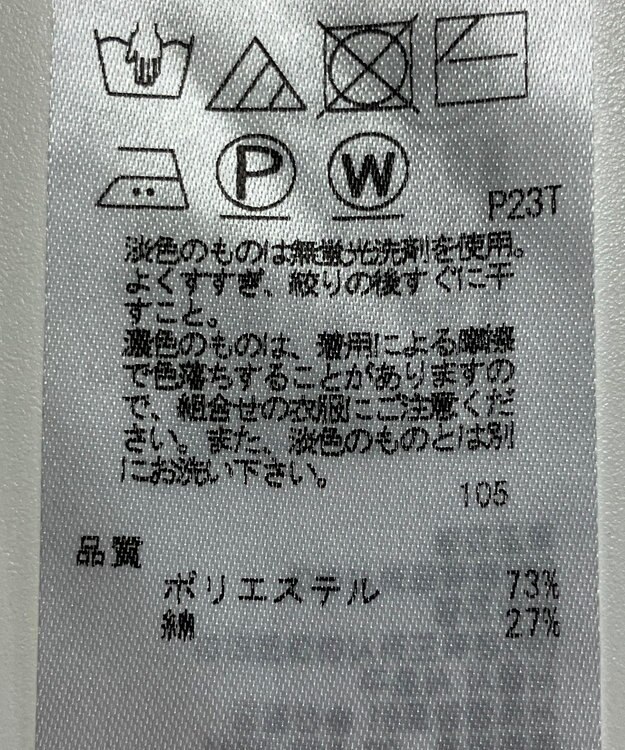 P W
P23T
淡色のものは無蛍光洗剤を使用。
よくすすぎ、絞りの後すぐに干
すこと。
濃色のものは、着用による摩擦
で色落ちすることがありますの
で、組合せの衣服にご注意くだ
さい。また、淡色のものとは別
にお洗い下さい。
105
品質
ポリエステル 73%
綿 27%